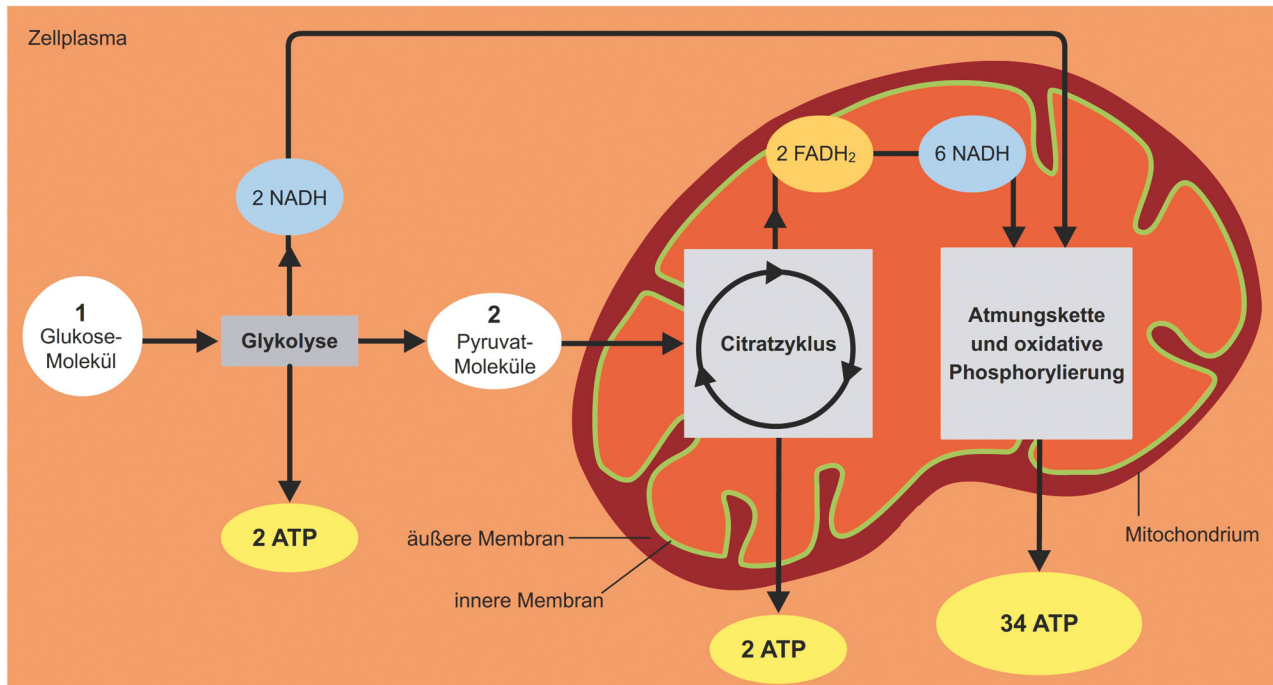 Zellplasma
2 FADH₂
6 NADH
2 NADH
1
Glukose-
Molekül
Glykolyse
2
Pyruvat-
Moleküle
Citratzyklus
Atmungskette
und oxidative
Phosphorylierung
2 ATP
äußere Membran
innere Membran
Mitochondrium
2 ATP
34 ATP